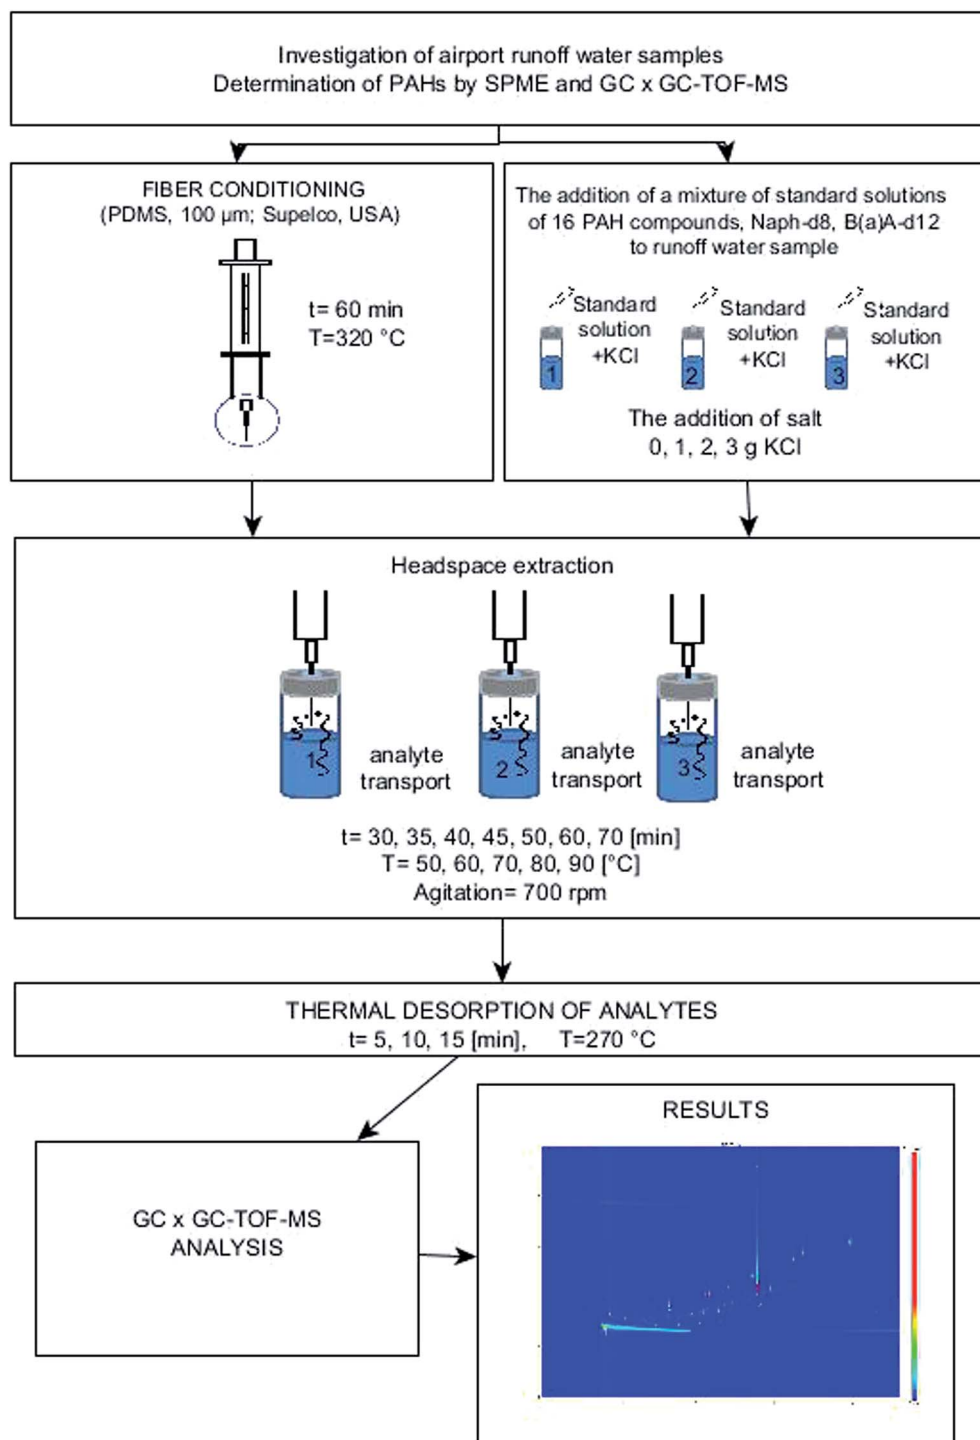 Investigation of airport runoff water samples
Determination of PAHs by SPME and GC x GC-TOF-MS
FIBER CONDITIONING
(PDMS, 100 µm; Supelco, USA)
t= 60 min
T=320 °C
The addition of a mixture of standard solutions
of 16 PAH compounds, Naph-d8, B(a)A-d12
to runoff water sample
Standard
solution
+KCl
1
Standard
solution
+KCl
2
Standard
solution
+KCl
3
The addition of salt
0, 1, 2, 3 g KCl
Headspace extraction
1
analyte
transport
2
analyte
transport
3
analyte
transport
t= 30, 35, 40, 45, 50, 60, 70 [min]
T= 50, 60, 70, 80, 90 [°C]
Agitation= 700 rpm
THERMAL DESORPTION OF ANALYTES
t= 5, 10, 15 [min], T=270 °C
GC x GC-TOF-MS
ANALYSIS
RESULTS